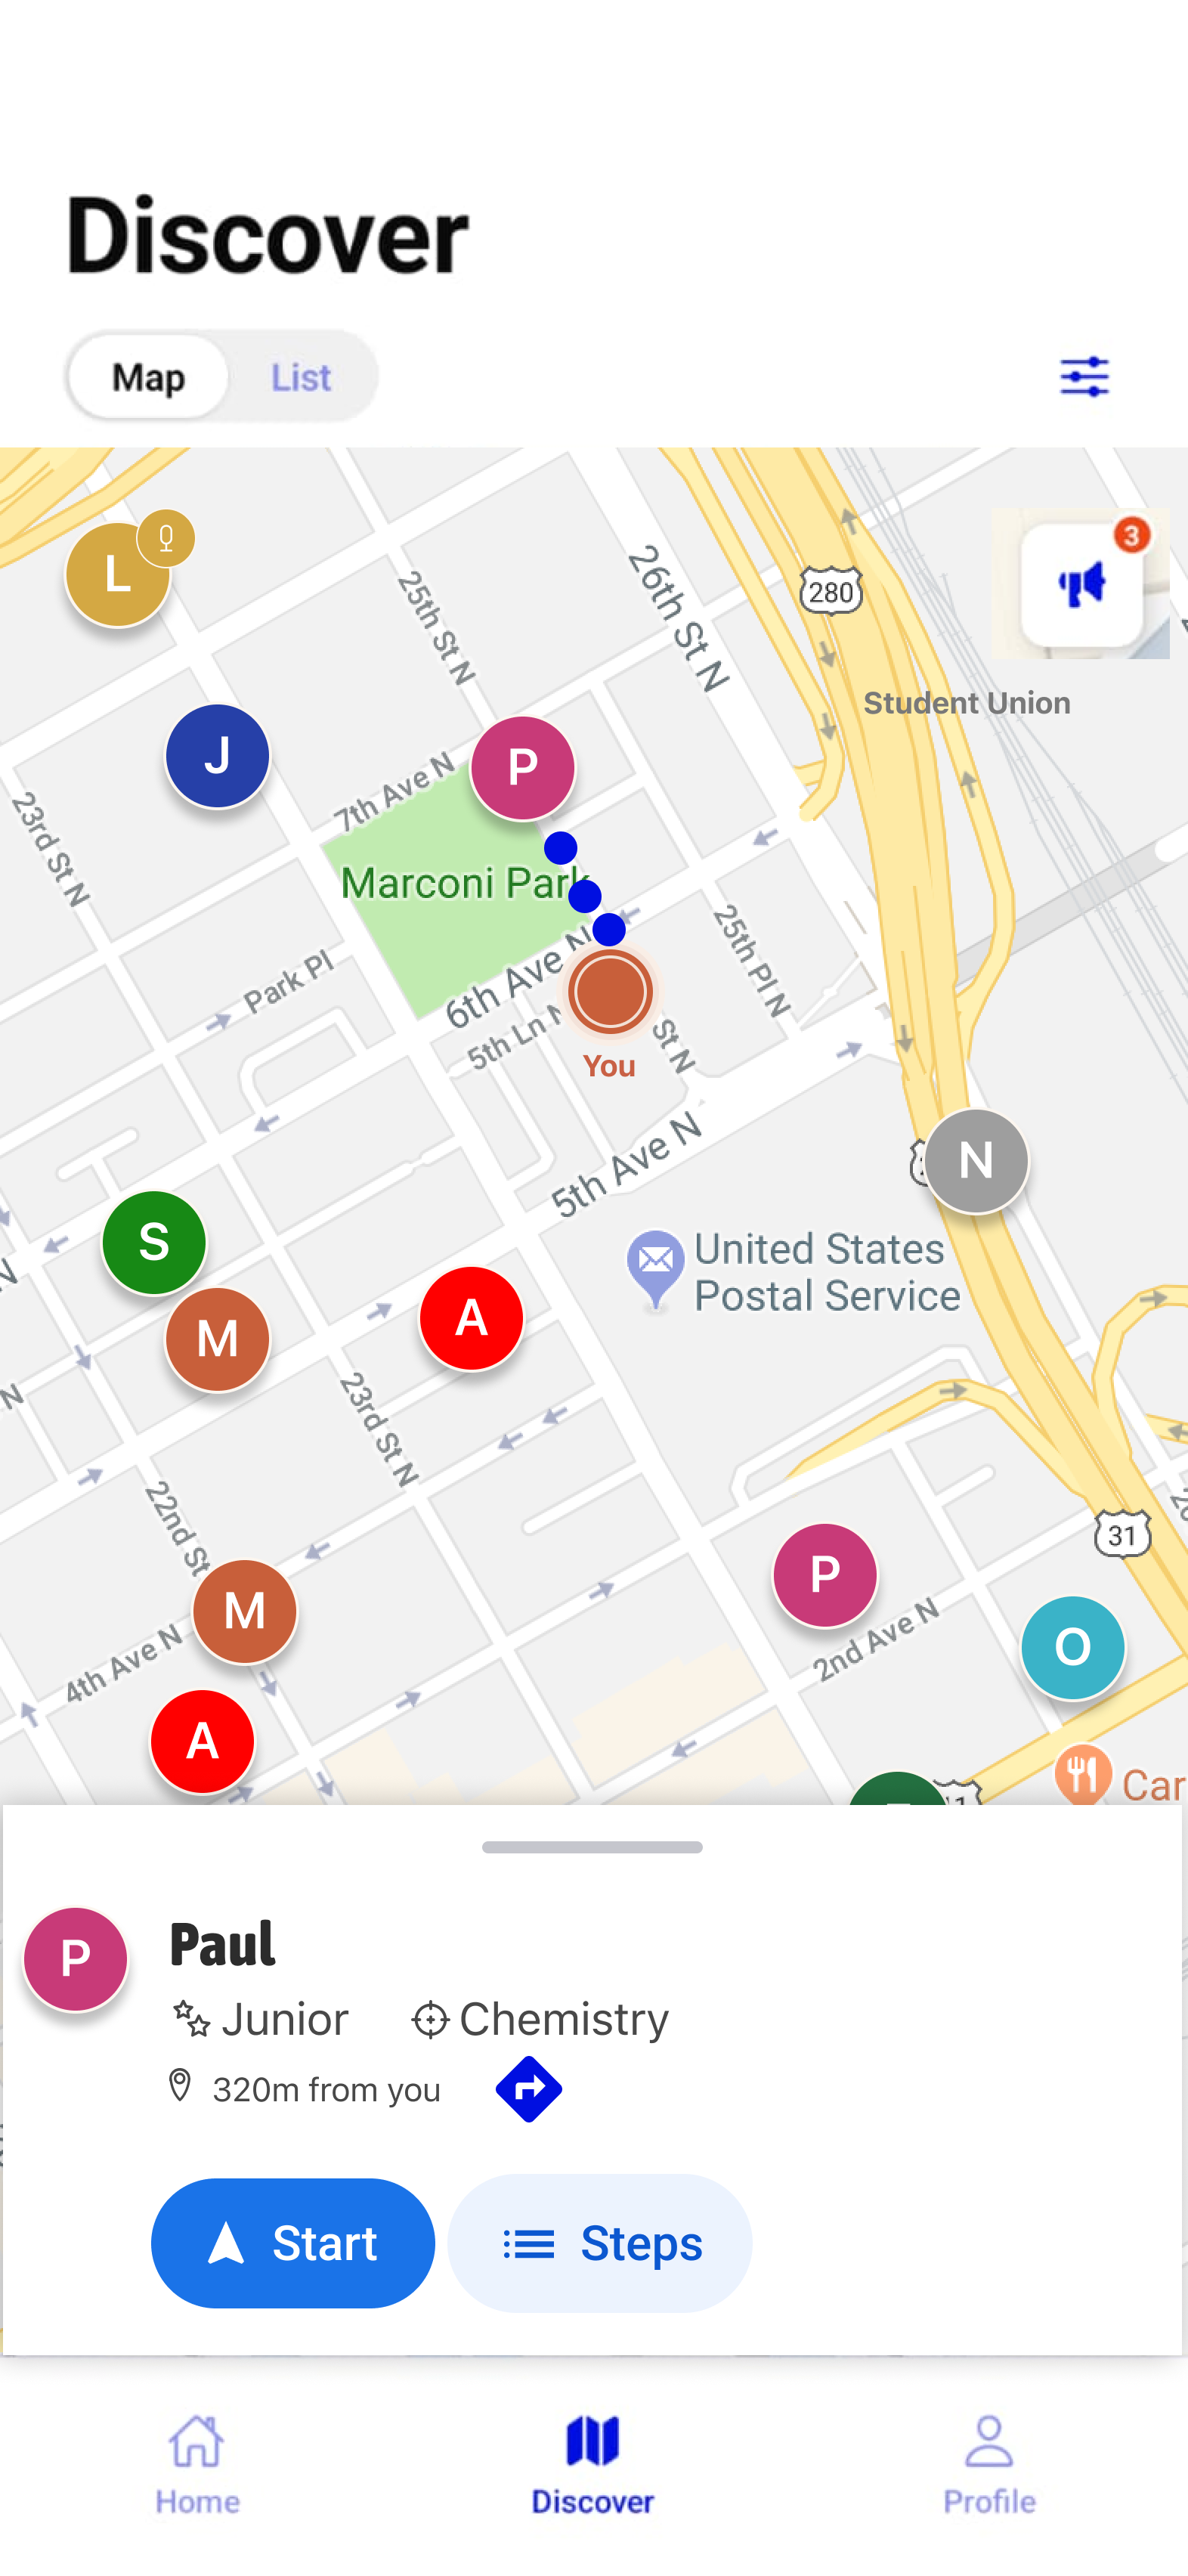 Discover
Map
List
L
3
280
26th St N
25th St N
Student Union
J
P
7th Ave N
23rd St N
Marconi Park
25th Pl N
Park Pl
6th Ave N
5th Ln N
St N
You
5th Ave N
N
S
United States
Postal Service
N
M
A
N
23rd St N
22nd St
31
P
M
2nd Ave N
O
4th Ave N
A
Car
P
Paul
Junior
Chemistry
320m from you
Start
Steps
Home
Discover
Profile